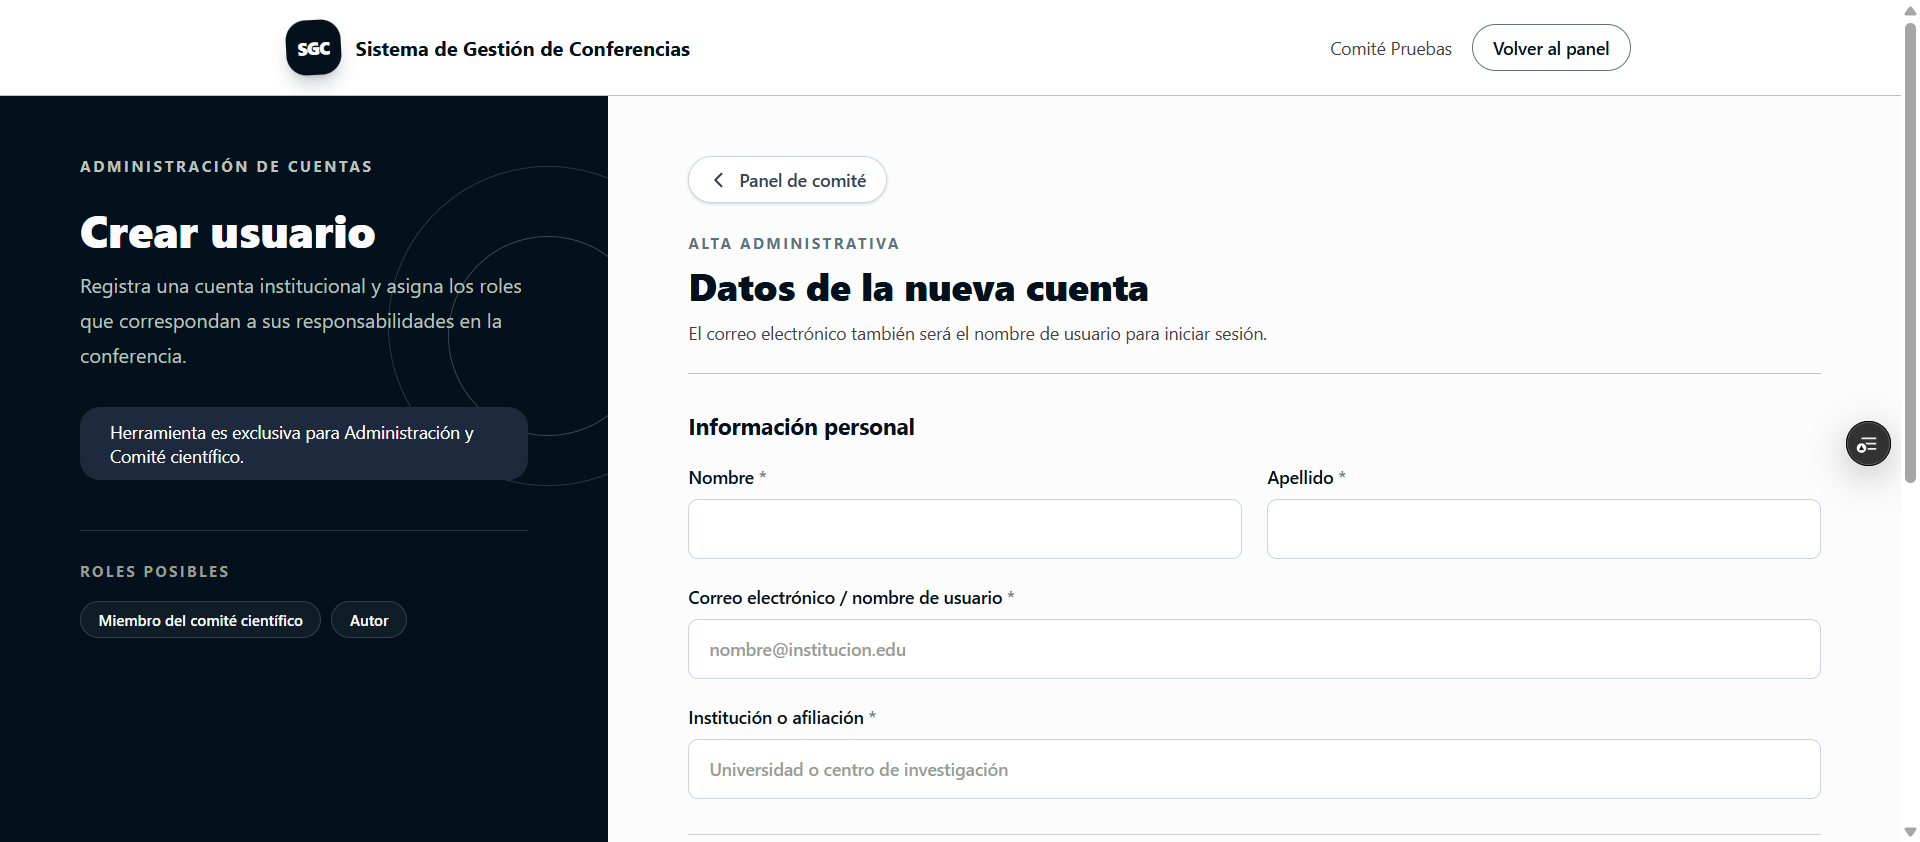 SGC
Sistema de Gestión de Conferencias
Comité Pruebas
Volver al panel
ADMINISTRACIÓN DE CUENTAS
Crear usuario
Registra una cuenta institucional y asigna los roles
que correspondan a sus responsabilidades en la
conferencia.
Herramienta es exclusiva para Administración y
Comité científico.
ROLES POSIBLES
Miembro del comité científico
Autor
Panel de comité
ALTA ADMINISTRATIVA
Datos de la nueva cuenta
El correo electrónico también será el nombre de usuario para iniciar sesión.
Información personal
Nombre *
Apellido *
Correo electrónico / nombre de usuario *
nombre@institucion.edu
Institución o afiliación *
Universidad o centro de investigación